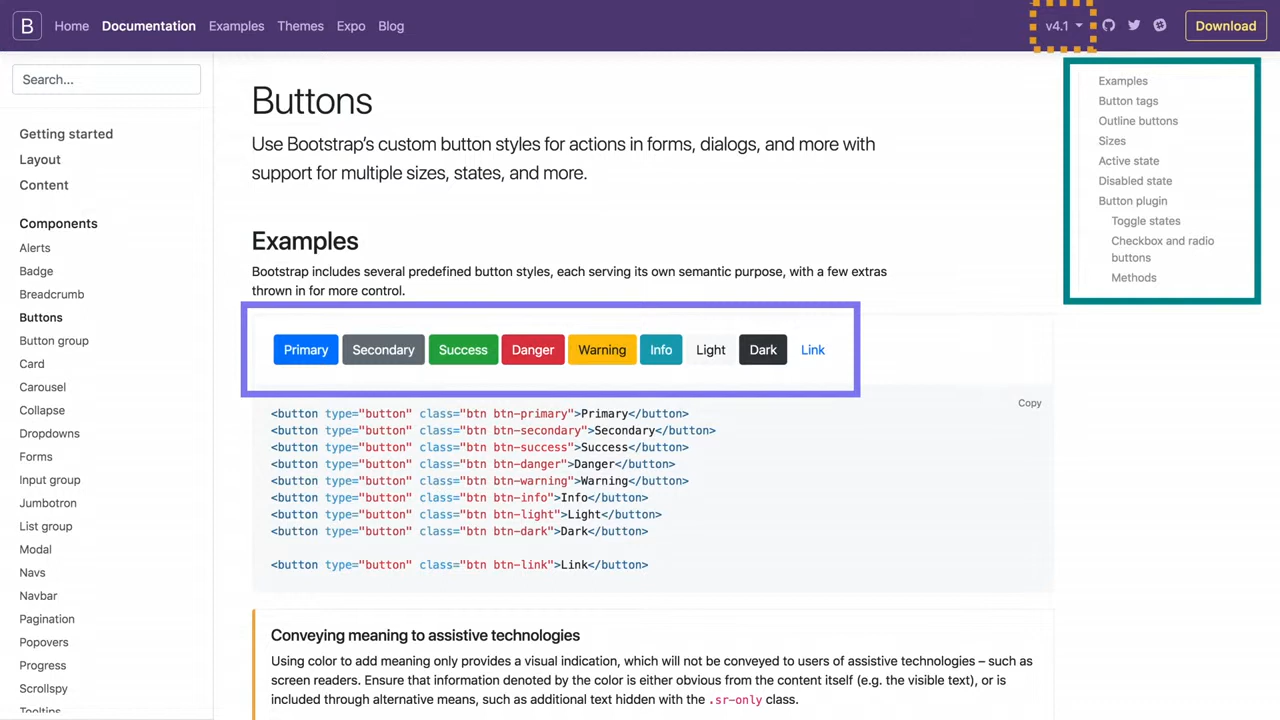 B Home Documentation Examples Themes Expo Blog v4.1 Download
Search...
Getting started
Layout
Content
Components
Alerts
Badge
Breadcrumb
Buttons
Button group
Card
Carousel
Collapse
Dropdowns
Forms
Input group
Jumbotron
List group
Modal
Navs
Navbar
Pagination
Popovers
Progress
Scrollspy
Tooltips
Buttons
Use Bootstrap’s custom button styles for actions in forms, dialogs, and more with
support for multiple sizes, states, and more.
Examples
Bootstrap includes several predefined button styles, each serving its own semantic purpose, with a few extras
thrown in for more control.
Primary Secondary Success Danger Warning Info Light Dark Link
Copy
<button type="button" class="btn btn-primary">Primary</button>
<button type="button" class="btn btn-secondary">Secondary</button>
<button type="button" class="btn btn-success">Success</button>
<button type="button" class="btn btn-danger">Danger</button>
<button type="button" class="btn btn-warning">Warning</button>
<button type="button" class="btn btn-info">Info</button>
<button type="button" class="btn btn-light">Light</button>
<button type="button" class="btn btn-dark">Dark</button>
<button type="button" class="btn btn-link">Link</button>
Conveying meaning to assistive technologies
Using color to add meaning only provides a visual indication, which will not be conveyed to users of assistive technologies – such as
screen readers. Ensure that information denoted by the color is either obvious from the content itself (e.g. the visible text), or is
included through alternative means, such as additional text hidden with the .sr-only class.
Examples
Button tags
Outline buttons
Sizes
Active state
Disabled state
Button plugin
Toggle states
Checkbox and radio
buttons
Methods